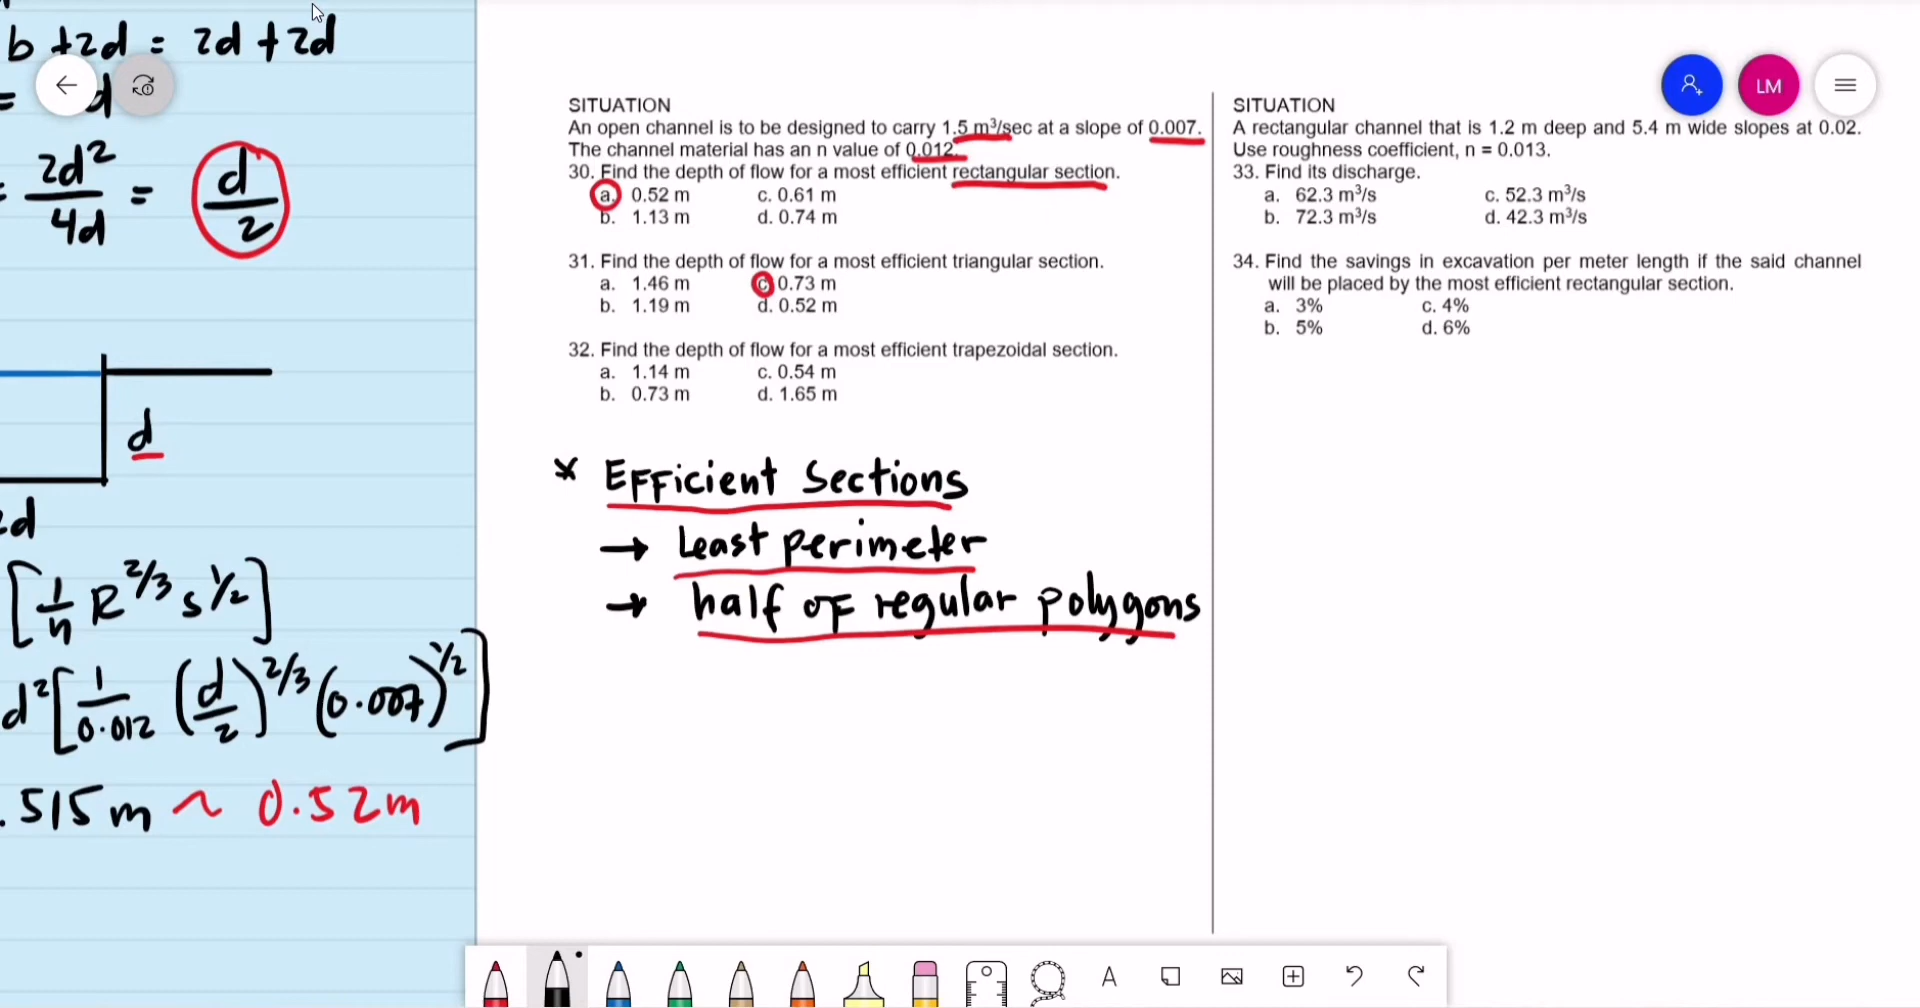 b + 2d = 2d + 2d
= d
= 2d² / 4d = d / 2
d
2d
[1/n R^2/3 s^1/2]
d²[1/0.012 (d/2)^2/3 (0.007)^1/2]
.515m ~ 0.52m
SITUATION
An open channel is to be designed to carry 1.5 m³/sec at a slope of 0.007.
The channel material has an n value of 0.012.
30. Find the depth of flow for a most efficient rectangular section.
a. 0.52 m c. 0.61 m
b. 1.13 m d. 0.74 m
31. Find the depth of flow for a most efficient triangular section.
a. 1.46 m c. 0.73 m
b. 1.19 m d. 0.52 m
32. Find the depth of flow for a most efficient trapezoidal section.
a. 1.14 m c. 0.54 m
b. 0.73 m d. 1.65 m
* Efficient Sections
→ Least perimeter
→ half of regular polygons
LM
SITUATION
A rectangular channel that is 1.2 m deep and 5.4 m wide slopes at 0.02.
Use roughness coefficient, n = 0.013.
33. Find its discharge.
a. 62.3 m³/s c. 52.3 m³/s
b. 72.3 m³/s d. 42.3 m³/s
34. Find the savings in excavation per meter length if the said channel
will be placed by the most efficient rectangular section.
a. 3% c. 4%
b. 5% d. 6%
A